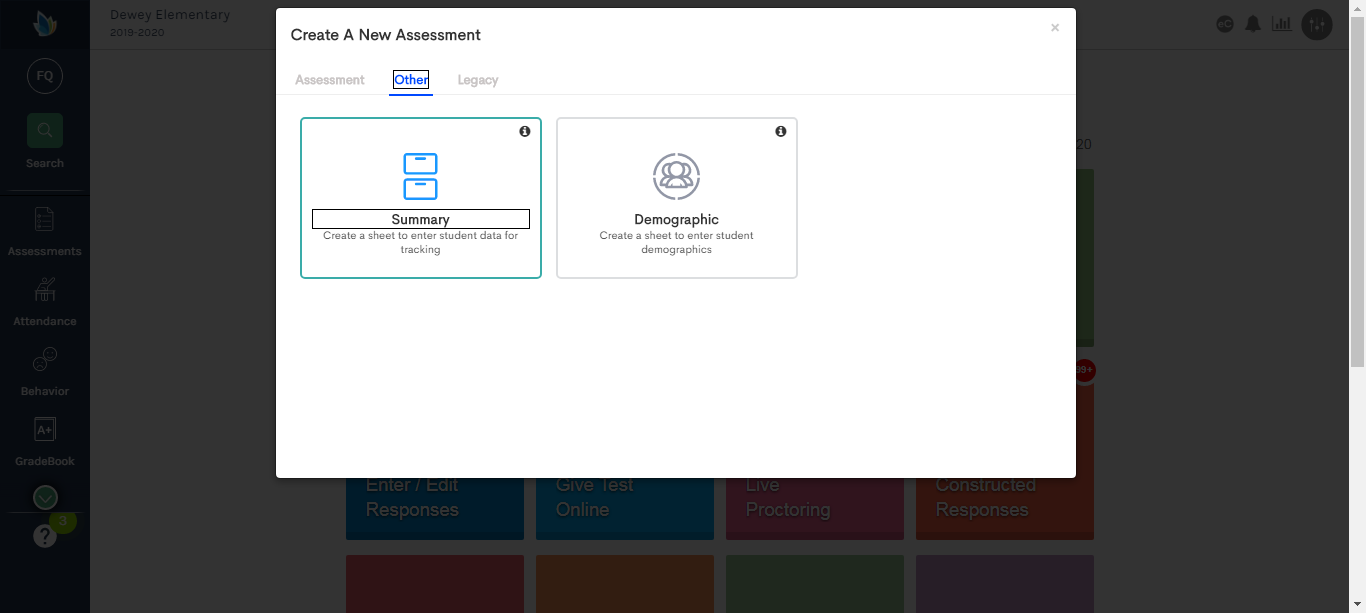 Dewey Elementary
2019-2020
FQ
Search
Assessments
Attendance
Behavior
A+
GradeBook
3
?
eC
Create A New Assessment
×
Assessment
Other
Legacy
Summary
Create a sheet to enter student data for
tracking
Demographic
Create a sheet to enter student
demographics
20
99+
Enter / Edit
Responses
Give Test
Online
Live
Proctoring
Constructed
Responses